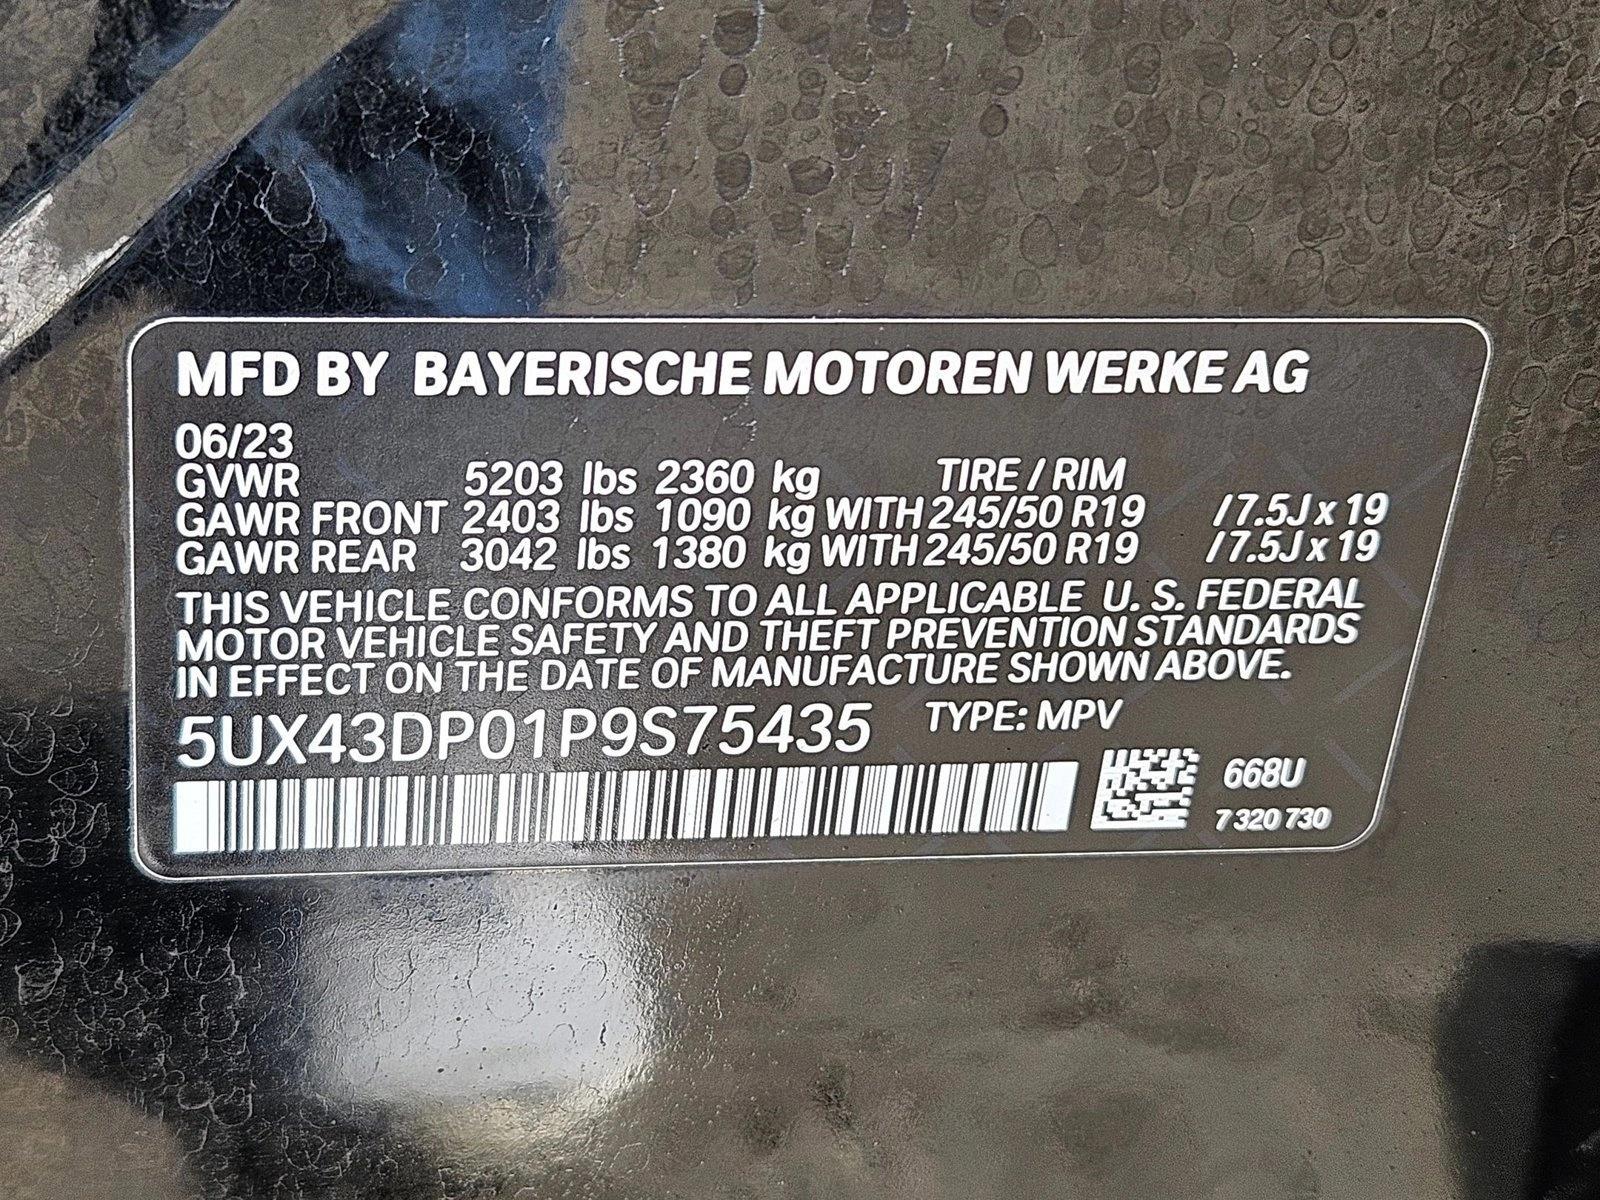 MFD BY BAYERISCHE MOTOREN WERKE AG
06/23
GVWR 5203 lbs 2360 kg TIRE / RIM
GAWR FRONT 2403 lbs 1090 kg WITH 245/50 R19 / 7.5J x 19
GAWR REAR 3042 lbs 1380 kg WITH 245/50 R19 / 7.5J x 19
THIS VEHICLE CONFORMS TO ALL APPLICABLE U. S. FEDERAL
MOTOR VEHICLE SAFETY AND THEFT PREVENTION STANDARDS
IN EFFECT ON THE DATE OF MANUFACTURE SHOWN ABOVE.
5UX43DP01P9S75435 TYPE: MPV
668U
7 320 730